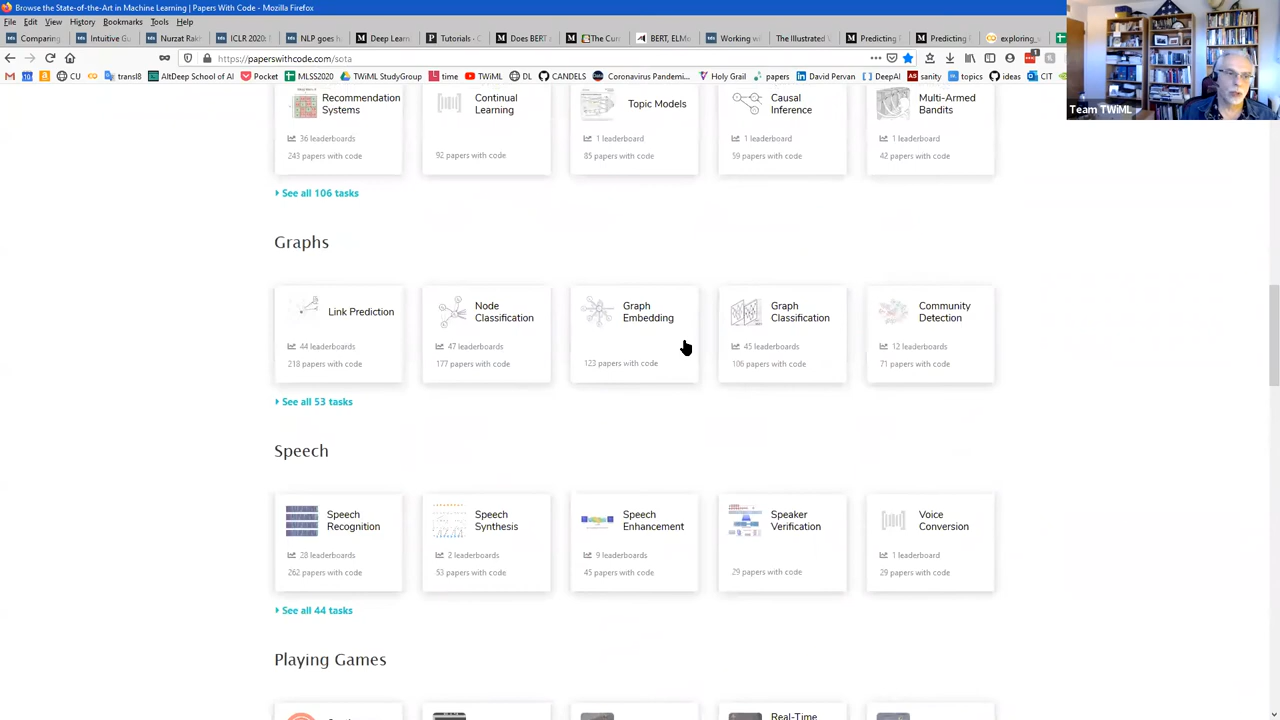 Browse the State-of-the-Art in Machine Learning | Papers With Code - Mozilla Firefox
File Edit View History Bookmarks Tools Help
Comparing Intuitive Gu Nurzat Rakh ICLR 2020: NLP goes h Deep Learn Tutorials - Does BERT a The Curr BERT, ELMo Working wi The Illustrated Predicting Predicting exploring_
https://paperswithcode.com/sota
CU transl8 AltDeep School of AI Pocket MLSS2020 TWiML StudyGroup time TWiML DL CANDELS Coronavirus Pandemi... Holy Grail papers David Pervan DeepAI sanity topics ideas CIT
Team TWiML
Recommendation Systems
36 leaderboards
243 papers with code
Continual Learning
92 papers with code
Topic Models
1 leaderboard
85 papers with code
Causal Inference
1 leaderboard
59 papers with code
Multi-Armed Bandits
1 leaderboard
42 papers with code
See all 106 tasks
Graphs
Link Prediction
44 leaderboards
218 papers with code
Node Classification
47 leaderboards
177 papers with code
Graph Embedding
123 papers with code
Graph Classification
45 leaderboards
106 papers with code
Community Detection
12 leaderboards
71 papers with code
See all 53 tasks
Speech
Speech Recognition
28 leaderboards
262 papers with code
Speech Synthesis
2 leaderboards
53 papers with code
Speech Enhancement
9 leaderboards
45 papers with code
Speaker Verification
29 papers with code
Voice Conversion
1 leaderboard
29 papers with code
See all 44 tasks
Playing Games
Real-Time